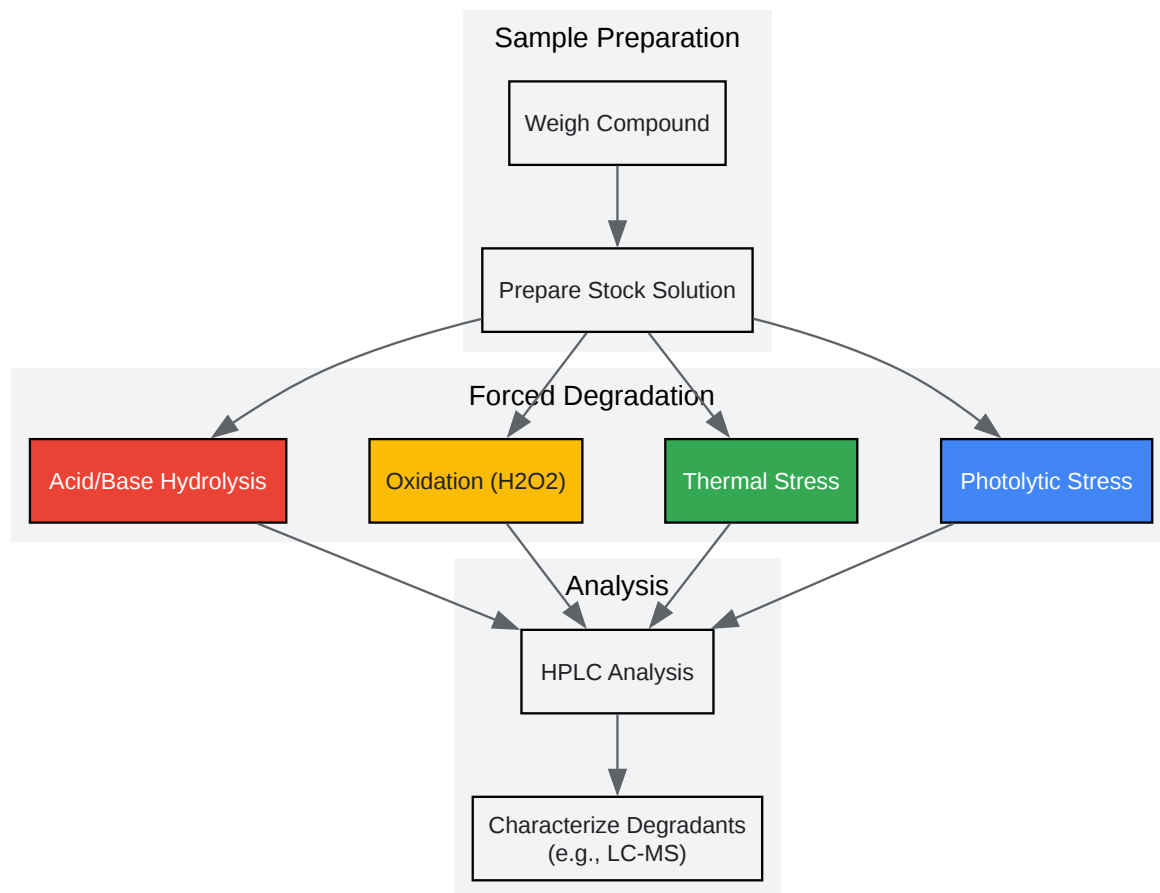 Sample Preparation
Weigh Compound
Prepare Stock Solution
Forced Degradation
Acid/Base Hydrolysis
Oxidation (H2O2)
Thermal Stress
Photolytic Stress
Analysis
HPLC Analysis
Characterize Degradants
(e.g., LC-MS)